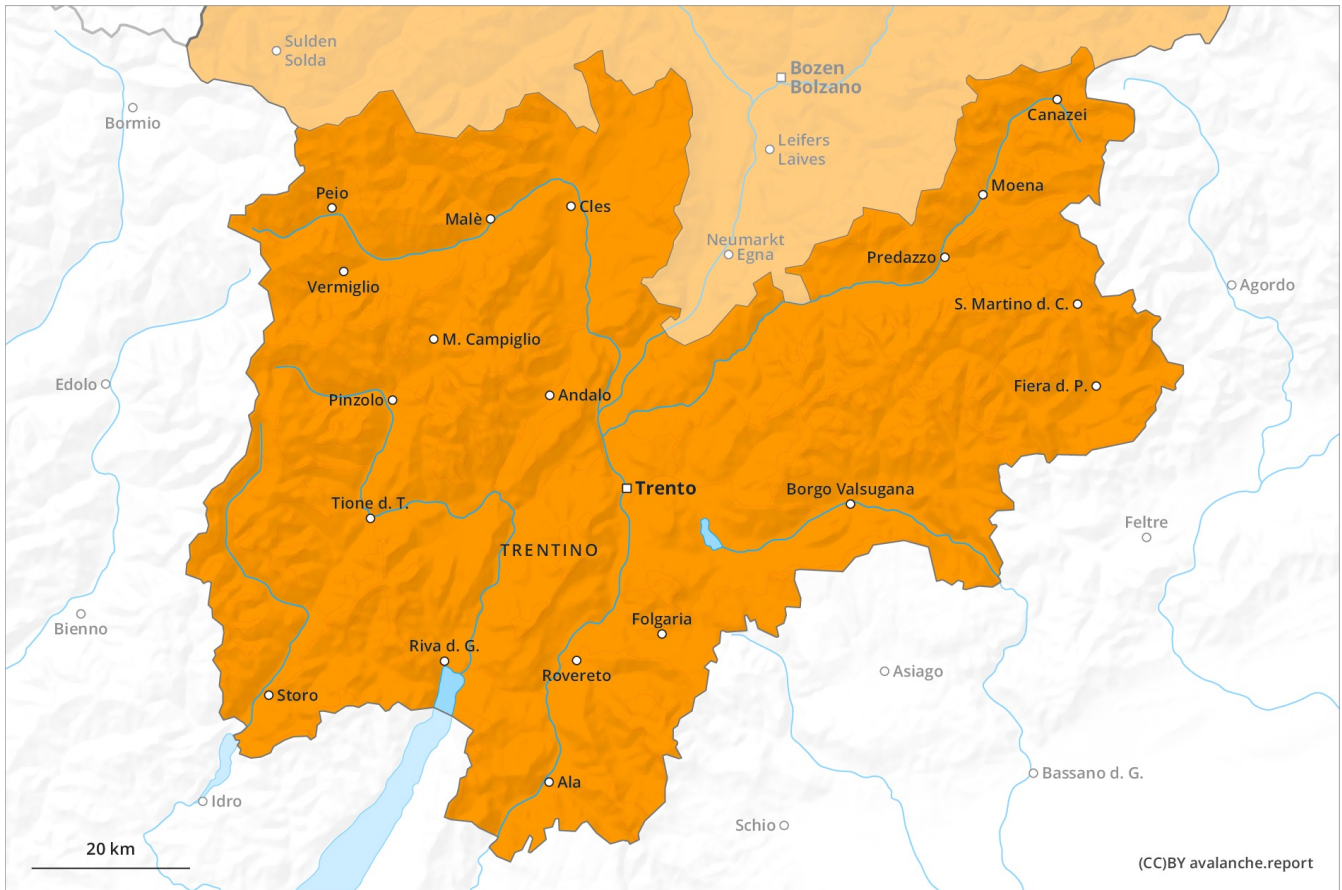 Sulden
Solda
Bozen
Bolzano
Bormio
Canazei
Leifers
Laives
Moena
Peio
Malè
Cles
Neumarkt
Egna
Predazzo
Vermiglio
Agordo
S. Martino d. C.
M. Campiglio
Edolo
Fiera d. P.
Pinzolo
Andalo
Trento
Borgo Valsugana
Tione d. T.
Feltre
TRENTINO
Bienno
Folgaria
Riva d. G.
Asiago
Rovereto
Storo
Bassano d. G.
Ala
Idro
Schio
20 km
(CC)BY avalanche.report